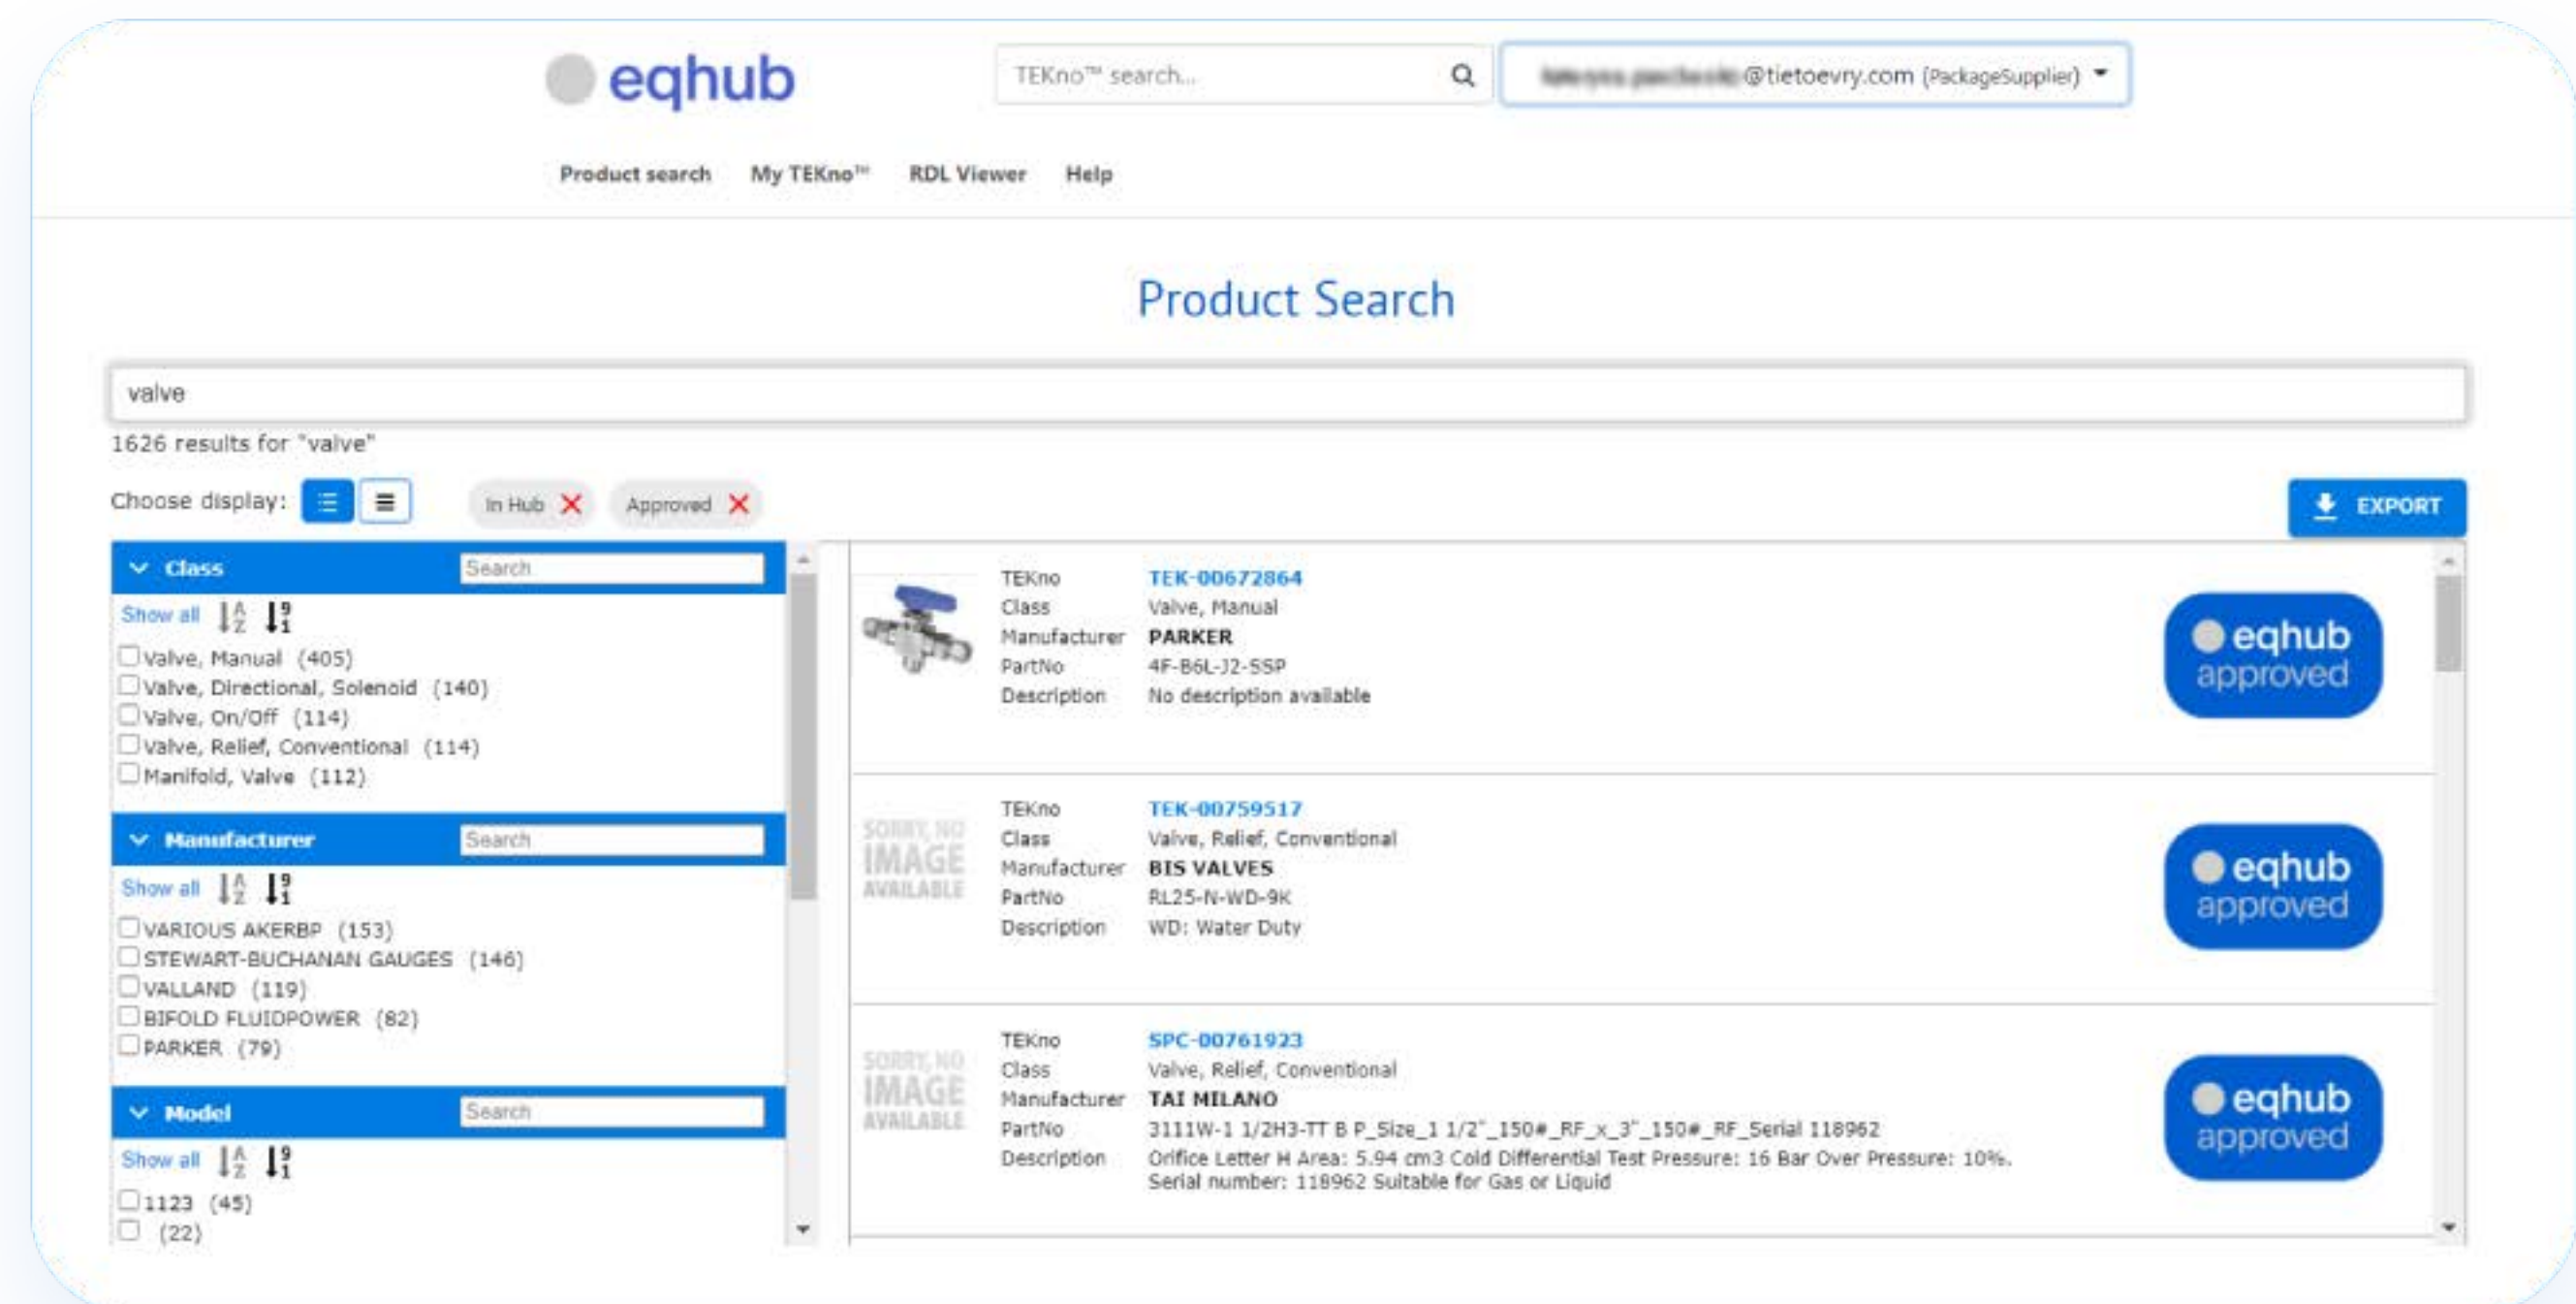 eqhub
TEKno™ search...
@tietoevry.com (PackageSupplier)
Product search My TEKno™ RDL Viewer Help
Product Search
valve
1626 results for "valve"
Choose display:
In Hub
Approved
EXPORT
Class
Search
Show all
Valve, Manual (405)
Valve, Directional, Solenoid (140)
Valve, On/Off (114)
Valve, Relief, Conventional (114)
Manifold, Valve (112)
Manufacturer
Search
Show all
VARIOUS AKERBP (153)
STEWART-BUCHANAN GAUGES (146)
VALLAND (119)
BIFOLD FLUIDPOWER (82)
PARKER (79)
Model
Search
Show all
1123 (45)
(22)
TEKno TEK-00672864
Class Valve, Manual
Manufacturer PARKER
PartNo 4F-B6L-J2-SSP
Description No description available
eqhub
approved
SORRY, NO
IMAGE
AVAILABLE
TEKno TEK-00759517
Class Valve, Relief, Conventional
Manufacturer BIS VALVES
PartNo RL25-N-WD-9K
Description WD: Water Duty
eqhub
approved
SORRY, NO
IMAGE
AVAILABLE
TEKno SPC-00761923
Class Valve, Relief, Conventional
Manufacturer TAI MILANO
PartNo 3111W-1 1/2H3-TT B P_Size_1 1/2"_150#_RF_x_3"_150#_RF_Serial 118962
Description Orifice Letter H Area: 5.94 cm3 Cold Differential Test Pressure: 16 Bar Over Pressure: 10%.
Serial number: 118962 Suitable for Gas or Liquid
eqhub
approved